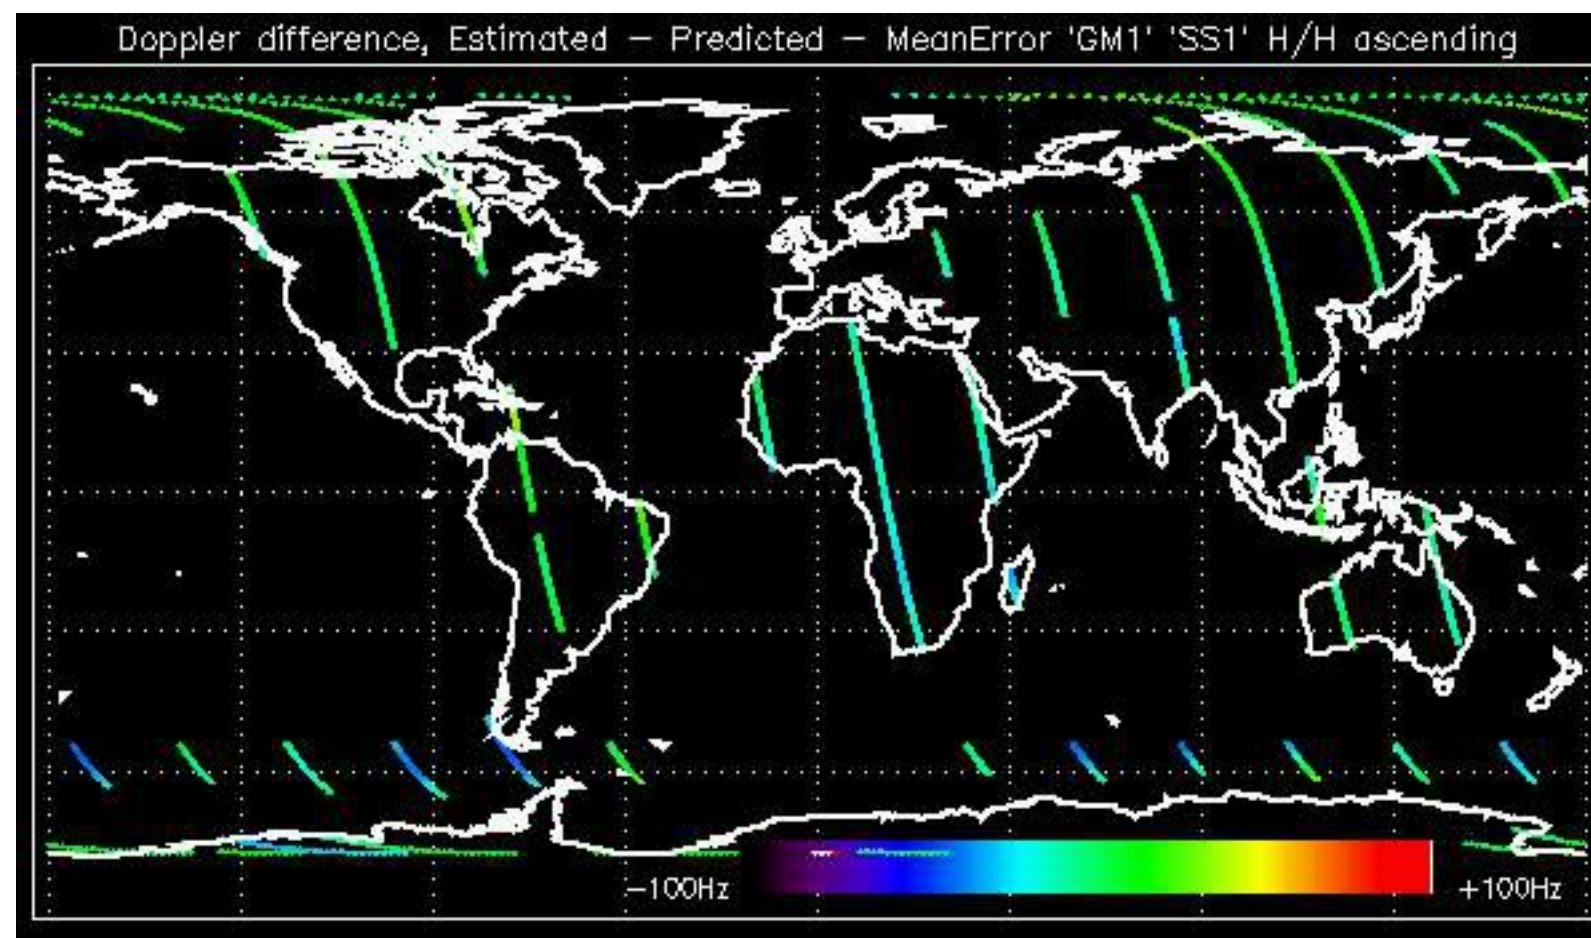 Doppler difference, Estimated – Predicted – MeanError 'GM1' 'SS1' H/H ascending
–100Hz +100Hz